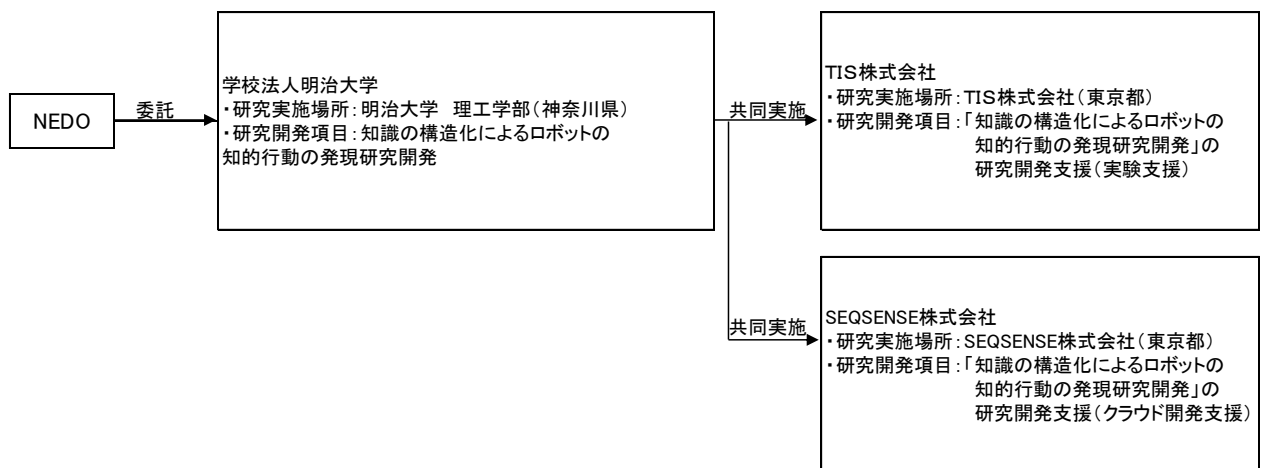 NEDO
委託
学校法人明治大学
・研究実施場所：明治大学　理工学部（神奈川県）
・研究開発項目：知識の構造化によるロボットの
知的行動の発現研究開発
共同実施
TIS株式会社
・研究実施場所：TIS株式会社（東京都）
・研究開発項目：「知識の構造化によるロボットの
知的行動の発現研究開発」の
研究開発支援（実験支援）
共同実施
SEQSENSE株式会社
・研究実施場所：SEQSENSE株式会社（東京都）
・研究開発項目：「知識の構造化によるロボットの
知的行動の発現研究開発」の
研究開発支援（クラウド開発支援）